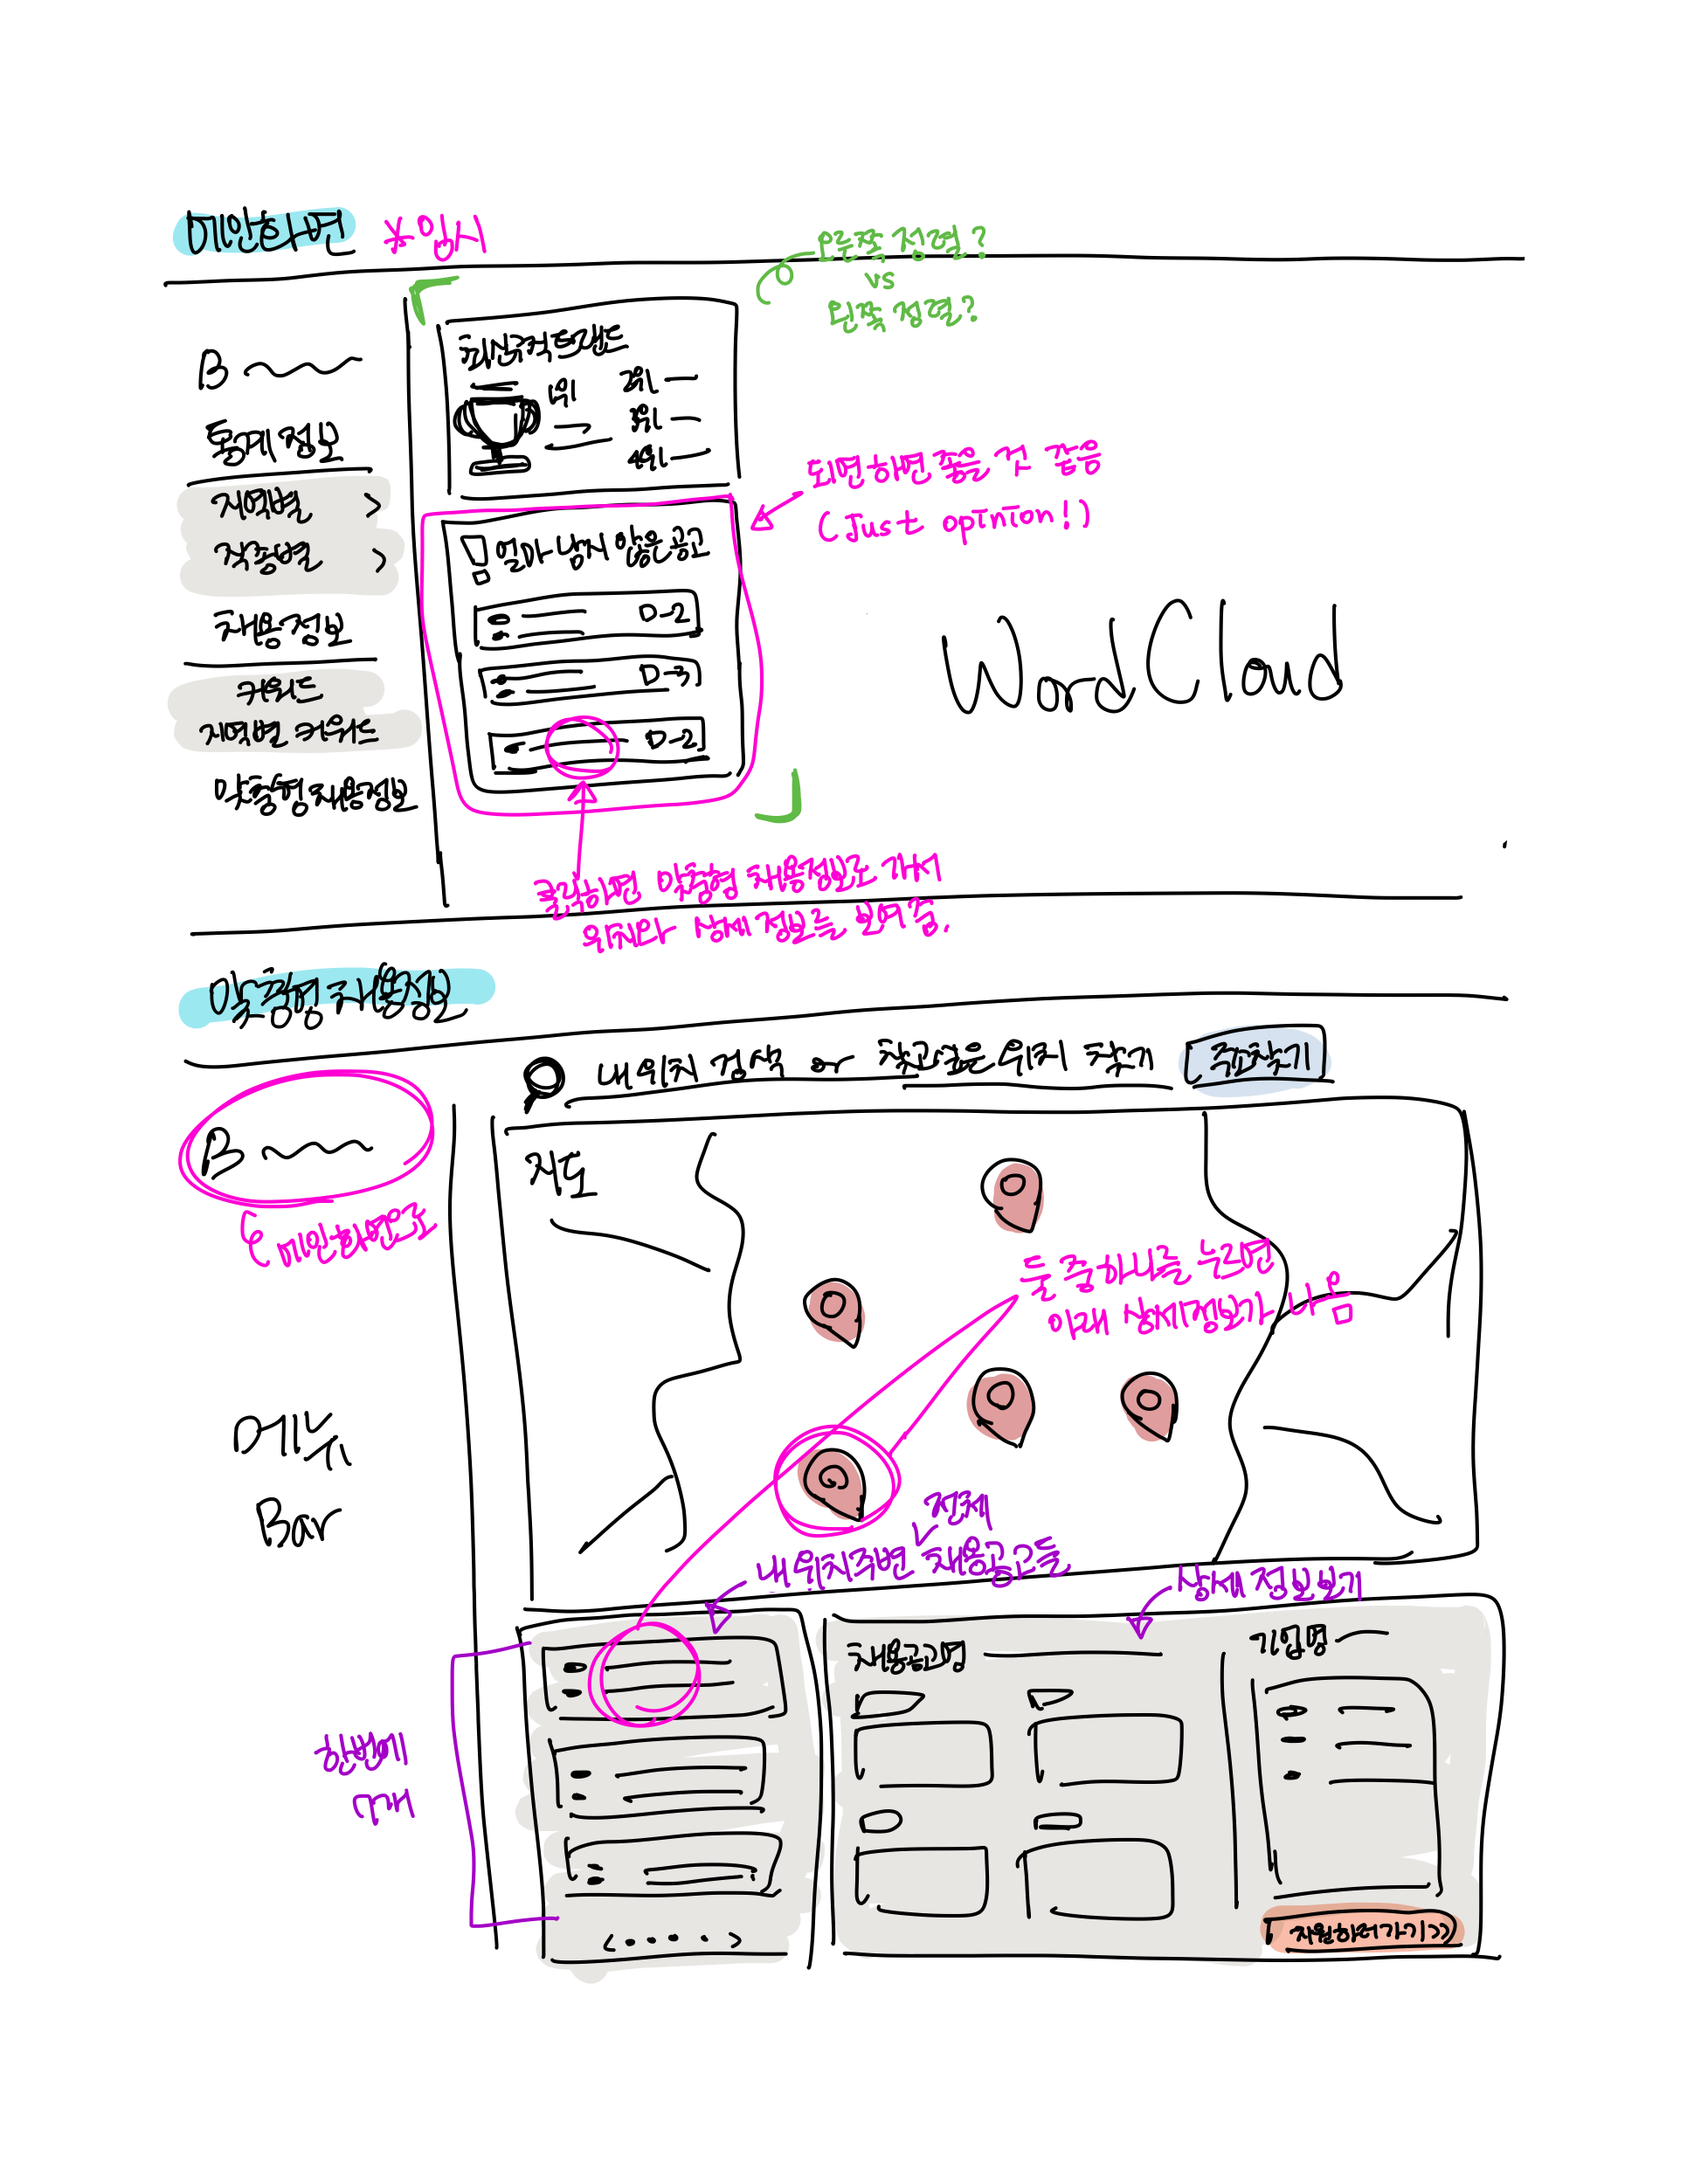 메인화면 *임시
오른쪽 정렬?
vs
왼쪽 정렬?
B
통계 정보
지역별 >
직종별 >
채용정보
키워드
지역별 키워드
맞춤형 채용정보
최신구직트랜드
1위
2위
3위
4위
되면 하면 좋을 것 같음
(Just opinion!)
! 얼마 남지 않은 공고
D-2
D-3
D-2
WordCloud
클릭하면 맞춤형 채용정보로 가서
위치와 상세 정보를 보여 줌.
맞춤형 채용정보
내 위치 검색 or 찾고싶은 위치 찾기 주소찾기
B
메인화면으로
메뉴
Bar
지도
둘 중 하나를 누르면
아래 상세정보가 나옴
전체
내 위치주변 채용공고들
상세 정보보기
한번에
7개
채용공고명
기업명
< >
지원하러가기>>